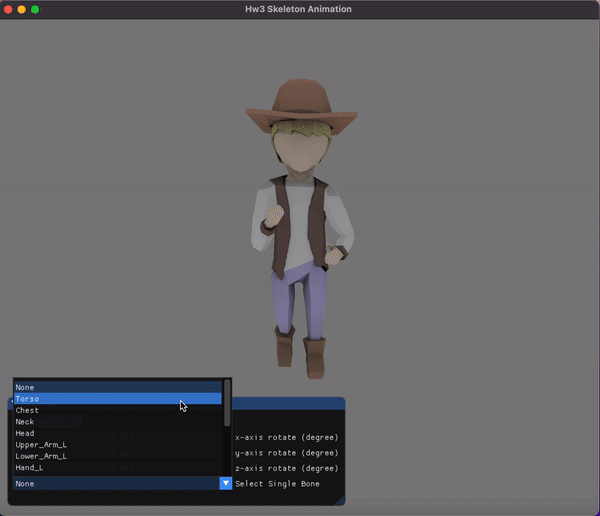 Hw3 Skeleton Animation
None
Torso
Chest
Neck
Head
Upper_Arm_L
x-axis rotate (degree)
Lower_Arm_L
y-axis rotate (degree)
Hand_L
z-axis rotate (degree)
None
Select Single Bone